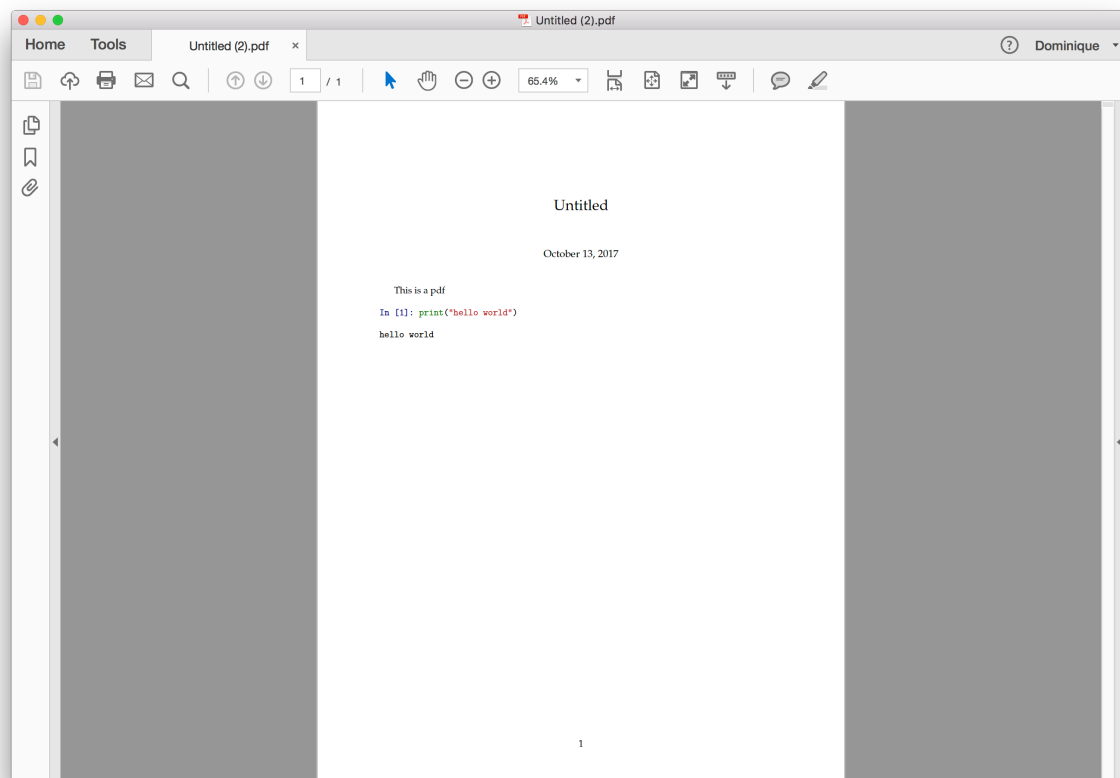 Untitled (2).pdf
Home Tools Untitled (2).pdf × ? Dominique
1 / 1 65.4%
Untitled
October 13, 2017
This is a pdf
In [1]: print("hello world")
hello world
1